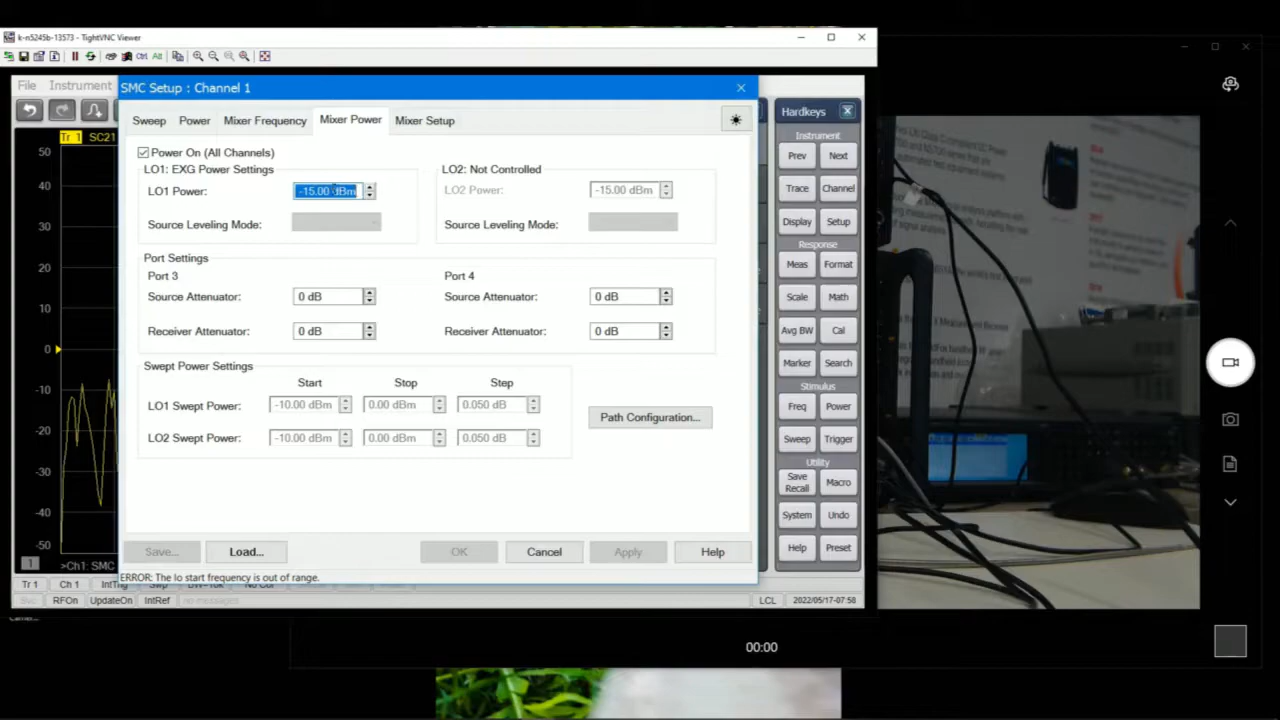 k-n5245b-13573 - TightVNC Viewer
Ctrl Alt
File Instrument
SMC Setup : Channel 1
Sweep Power Mixer Frequency Mixer Power Mixer Setup
Power On (All Channels)
LO1: EXG Power Settings
LO1 Power: -15.00 dBm
Source Leveling Mode:
LO2: Not Controlled
LO2 Power: -15.00 dBm
Source Leveling Mode:
Port Settings
Port 3 Port 4
Source Attenuator: 0 dB Source Attenuator: 0 dB
Receiver Attenuator: 0 dB Receiver Attenuator: 0 dB
Swept Power Settings
Start Stop Step
LO1 Swept Power: -10.00 dBm 0.00 dBm 0.050 dB
LO2 Swept Power: -10.00 dBm 0.00 dBm 0.050 dB
Path Configuration...
Save... Load... OK Cancel Apply Help
ERROR: The lo start frequency is out of range.
Tr 1 SC21
50
40
30
20
10
0
-10
-20
-30
-40
-50
1 >Ch1: SMC
Tr 1 Ch 1 IntTrig
RFOn UpdateOn IntRef no messages LCL 2022/05/17-07:58
Hardkeys
Instrument
Prev Next
Trace Channel
Display Setup
Response
Meas Format
Scale Math
Avg BW Cal
Marker Search
Stimulus
Freq Power
Sweep Trigger
Utility
Save Recall Macro
System Undo
Help Preset
00:00